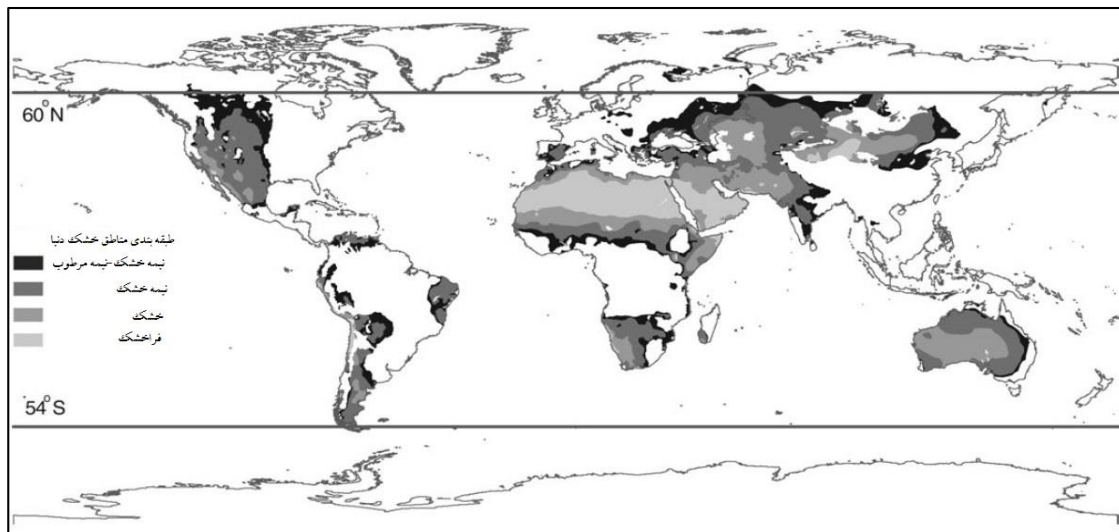 60°N
طبقه بندی مناطق خشک دنیا
نیمه خشک-نیمه مرطوب
نیمه خشک
خشک
فراخشک
54°S